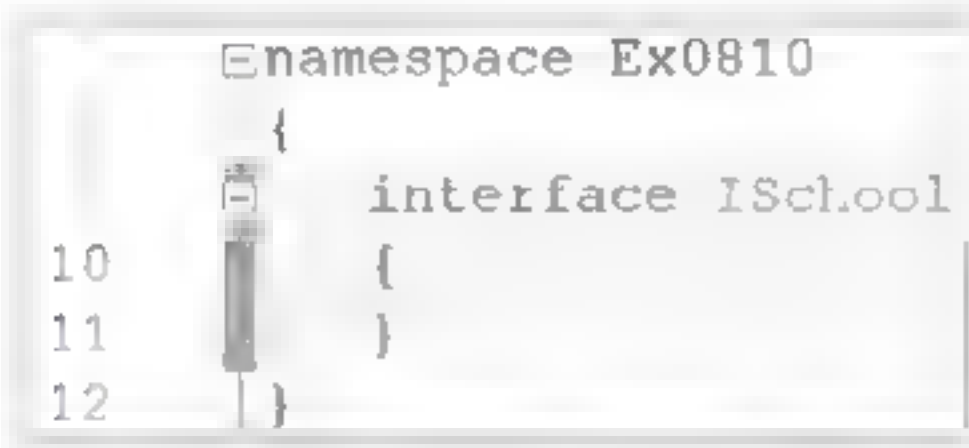 namespace Ex0810
{
interface ISchool
10 {
11 }
12 }